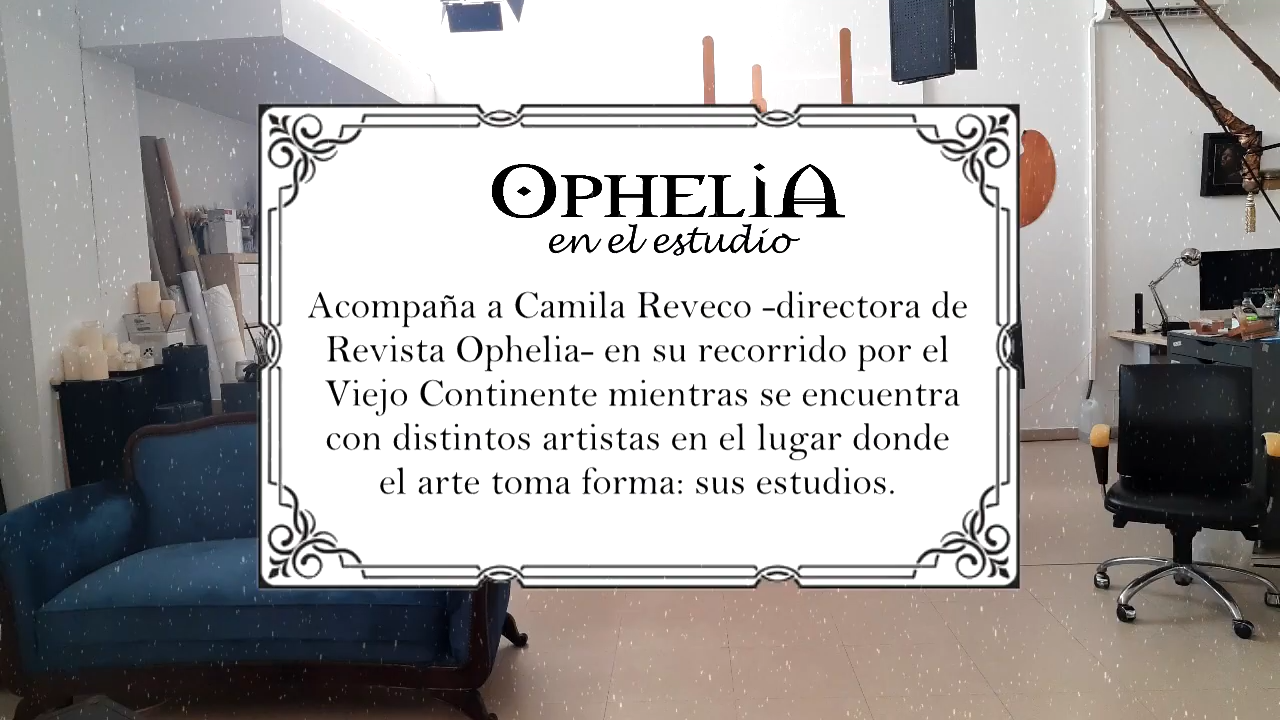 OPHELIA
en el estudio
Acompaña a Camila Reveco -directora de
Revista Ophelia- en su recorrido por el
Viejo Continente mientras se encuentra
con distintos artistas en el lugar donde
el arte toma forma: sus estudios.